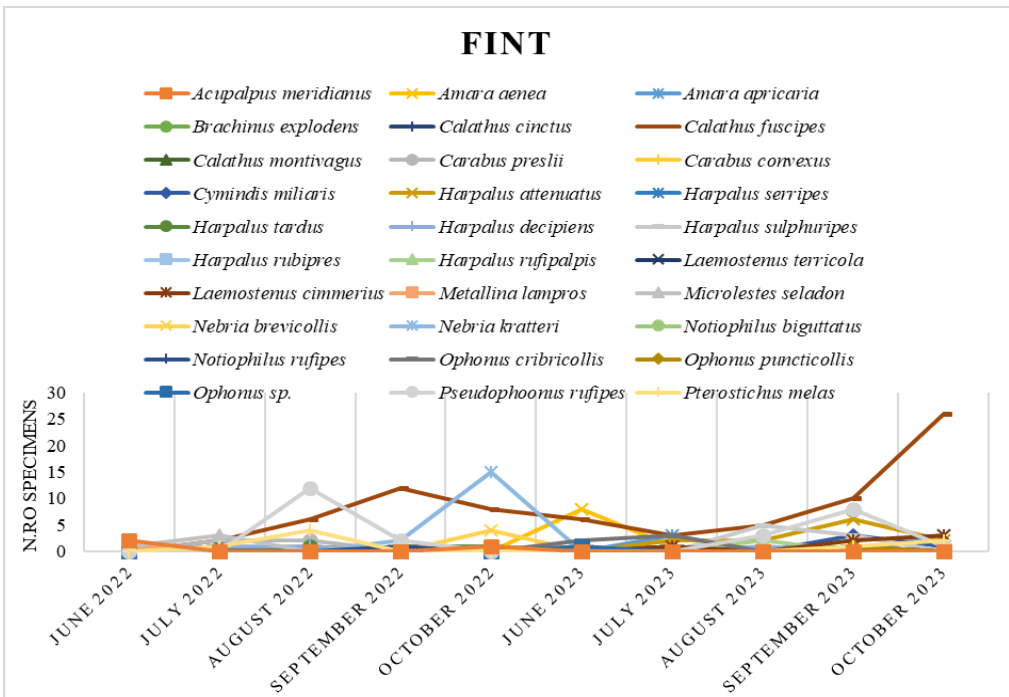 FINT
Acupalpus meridianus Amara aenea Amara apricaria
Brachinus explodens Calathus cinctus Calathus fuscipes
Calathus montivagus Carabus preslii Carabus convexus
Cymindis miliaris Harpalus attenuatus Harpalus serripes
Harpalus tardus Harpalus decipiens Harpalus sulphuripes
Harpalus rubipres Harpalus rufipalpis Laemostenus terricola
Laemostenus cimmerius Metallina lampros Microlestes seladon
Nebria brevicollis Nebria kratteri Notiophilus biguttatus
Notiophilus rufipes Ophonus cribricollis Ophonus puncticollis
Ophonus sp. Pseudophoonus rufipes Pterostichus melas
N.RO SPECIMENS
30
25
20
15
10
5
0
JUNE 2022
JULY 2022
AUGUST 2022
SEPTEMBER 2022
OCTOBER 2022
JUNE 2023
JULY 2023
AUGUST 2023
SEPTEMBER 2023
OCTOBER 2023